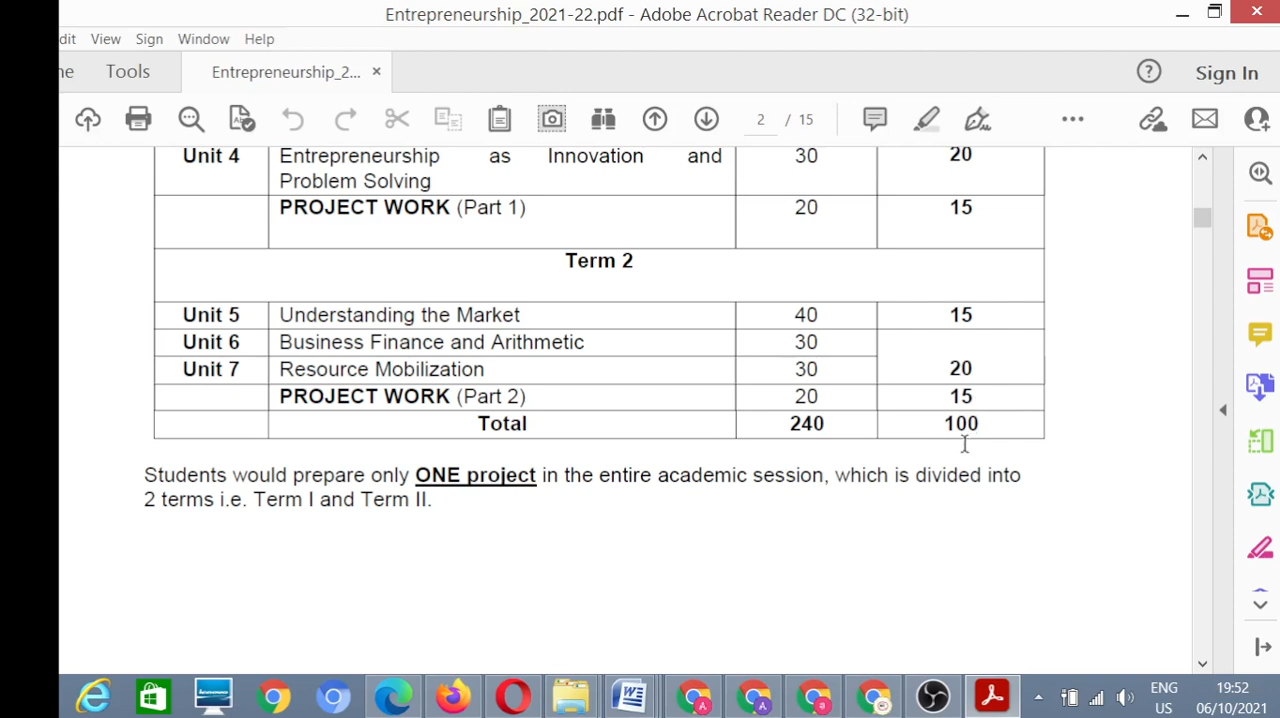 Entrepreneurship_2021-22.pdf - Adobe Acrobat Reader DC (32-bit)
dit View Sign Window Help
ne Tools Entrepreneurship_2... × Sign In
2 / 15
Unit 4 Entrepreneurship as Innovation and 30 20
Problem Solving
PROJECT WORK (Part 1) 20 15
Term 2
Unit 5 Understanding the Market 40 15
Unit 6 Business Finance and Arithmetic 30
Unit 7 Resource Mobilization 30 20
PROJECT WORK (Part 2) 20 15
Total 240 100
Students would prepare only ONE project in the entire academic session, which is divided into
2 terms i.e. Term I and Term II.
ENG 19:52
US 06/10/2021